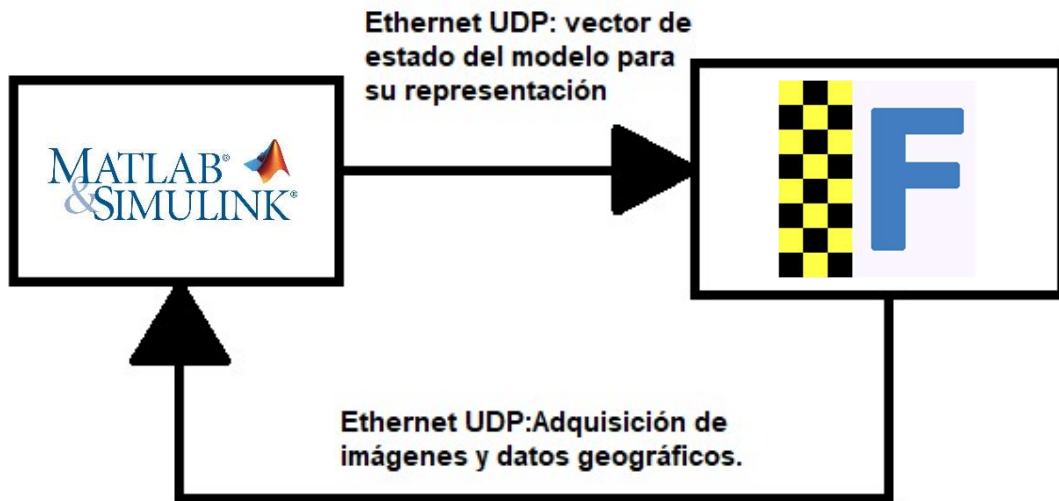 Ethernet UDP: vector de
estado del modelo para
su representación
MATLAB®
&SIMULINK®
F
Ethernet UDP:Adquisición de
imágenes y datos geográficos.